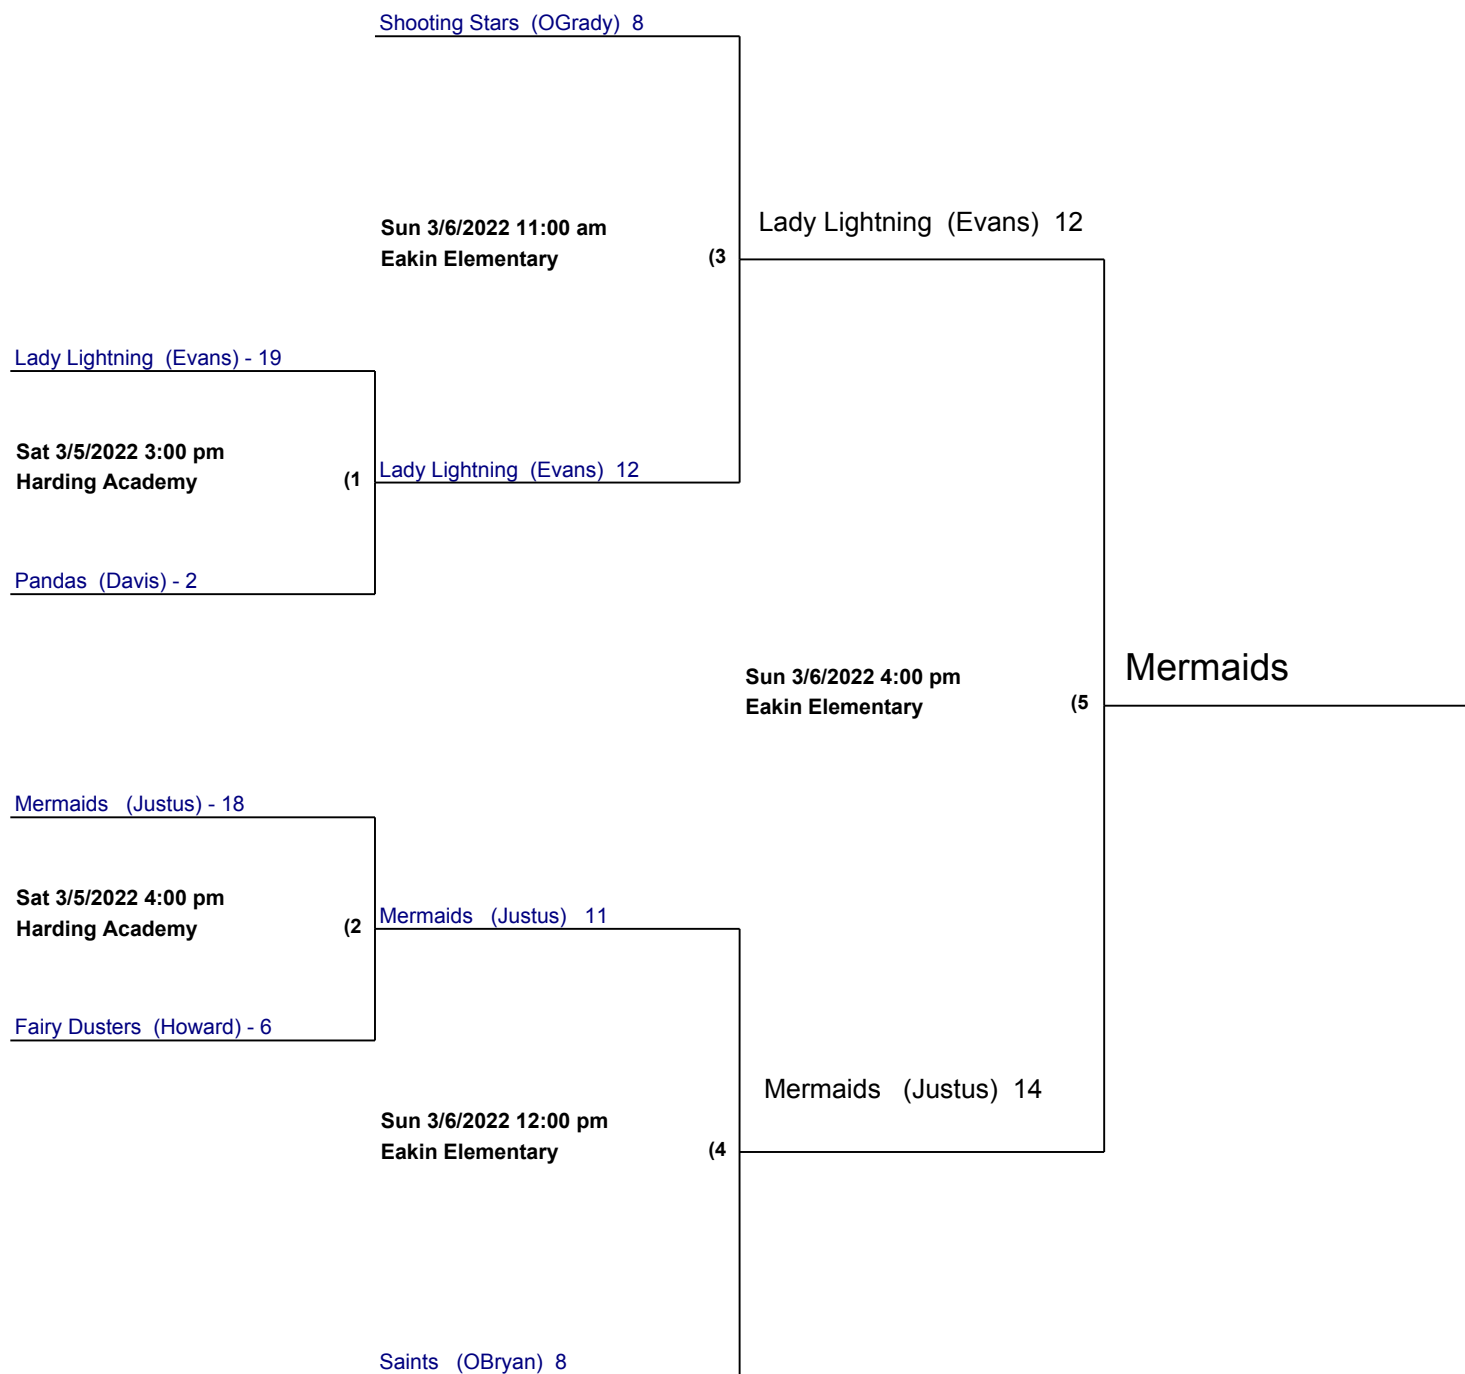 Shooting Stars  (OGrady)  8
Sun 3/6/2022 11:00 am
Eakin Elementary
(3
Lady Lightning  (Evans)  12
Lady Lightning  (Evans) - 19
Sat 3/5/2022 3:00 pm
Harding Academy
(1
Lady Lightning  (Evans)  12
Pandas  (Davis) - 2
Sun 3/6/2022 4:00 pm
Eakin Elementary
(5
Mermaids
Mermaids   (Justus) - 18
Sat 3/5/2022 4:00 pm
Harding Academy
(2
Mermaids   (Justus)   11
Fairy Dusters  (Howard) - 6
Sun 3/6/2022 12:00 pm
Eakin Elementary
(4
Mermaids   (Justus)  14
Saints   (OBryan)  8